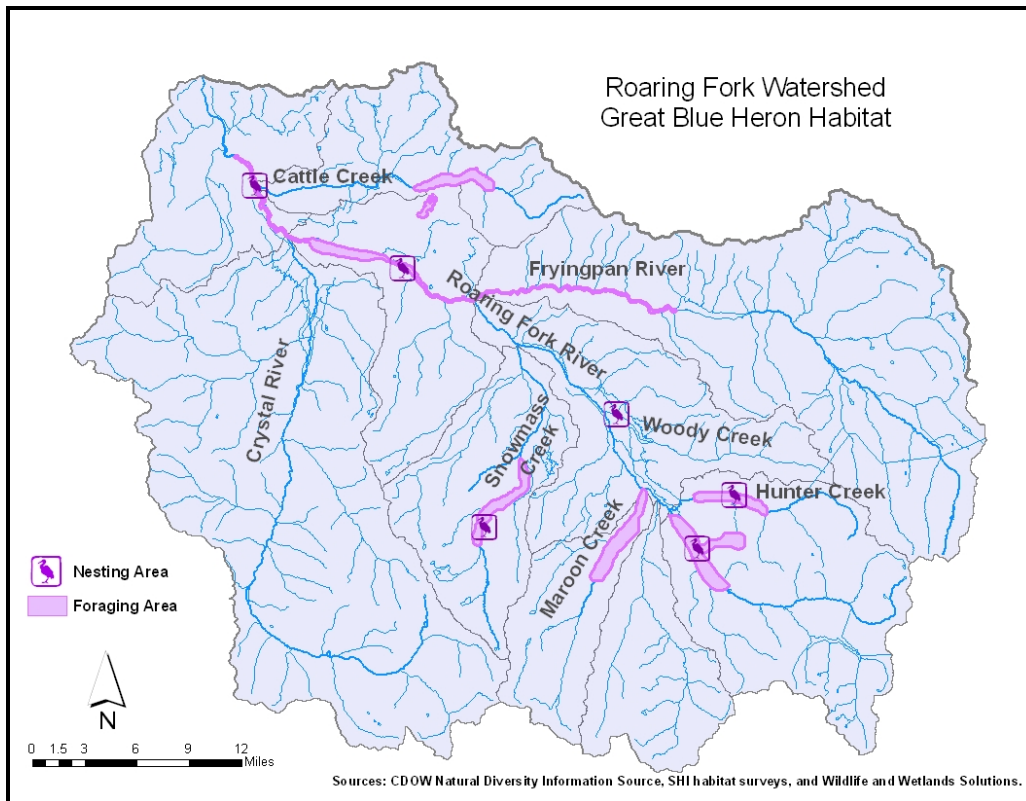 Roaring Fork Watershed
Great Blue Heron Habitat
Cattle Creek
Fryingpan River
Roaring Fork River
Crystal River
Snowmass
Creek
Woody Creek
Hunter Creek
Maroon Creek
Nesting Area
Foraging Area
N
0 1.5 3 6 9 12
Miles
Sources: CDOW Natural Diversity Information Source, SHI habitat surveys, and Wildlife and Wetlands Solutions.